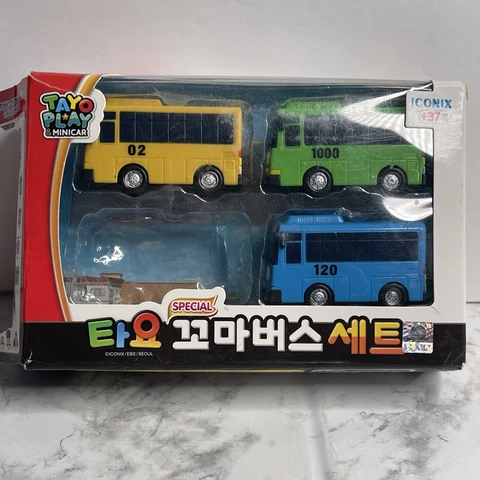 TAYO
PLAY
& MINICAR
ICONIX
+37
02
1000
120
SPECIAL
타요 꼬마버스 세트
©ICONIX/EBS/SEOUL